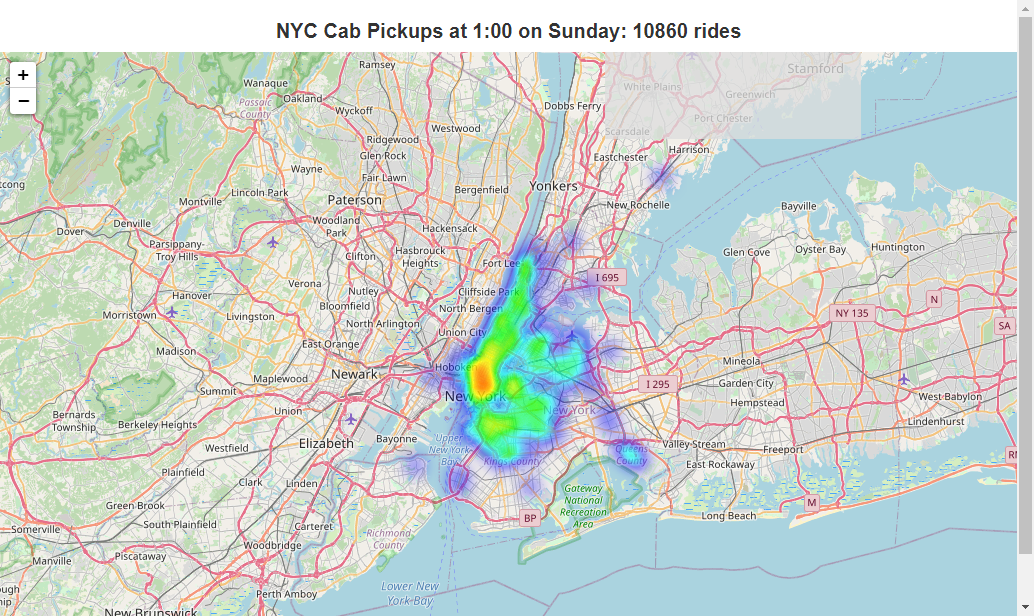 NYC Cab Pickups at 1:00 on Sunday: 10860 rides
+
−
Ramsey
Stamford
Wanaque
White Plains
Greenwich
Oakland
Passaic
County
Wyckoff
Dobbs Ferry
Port Chester
Westwood
Scarsdale
Ridgewood
Glen Rock
Eastchester
Harrison
Wayne
Fair Lawn
Bergenfield
Yonkers
Lincoln Park
Montville
Paterson
New Rochelle
Bayville
Denville
Dover
Woodland
Park
Hackensack
Parsippany-
Troy Hills
Clifton
Hasbrouck
Heights
Fort Lee
Glen Cove
Oyster Bay
Huntington
I 695
Verona
Nutley
Cliffside Park
Hanover
Bloomfield
North Bergen
N
Morristown
Livingston
North Arlington
NY 135
SA
Union City
East Orange
Madison
Mineola
Hoboken
Newark
Maplewood
I 295
Garden City
Summit
New York
Hempstead
West Babylon
Union
New York
Bernards
Township
Berkeley Heights
Lindenhurst
Elizabeth
Bayonne
Upper
New York
Bay
Valley Stream
Freeport
Westfield
Queens
County
Kings County
East Rockaway
Plainfield
Clark
Linden
Gateway
National
Recreation
Area
Green Brook
M
South Plainfield
BP
Long Beach
Somerville
Carteret
Richmond
County
Woodbridge
Piscataway
Manville
Perth Amboy
Lower New
York Bay
New Brunswick